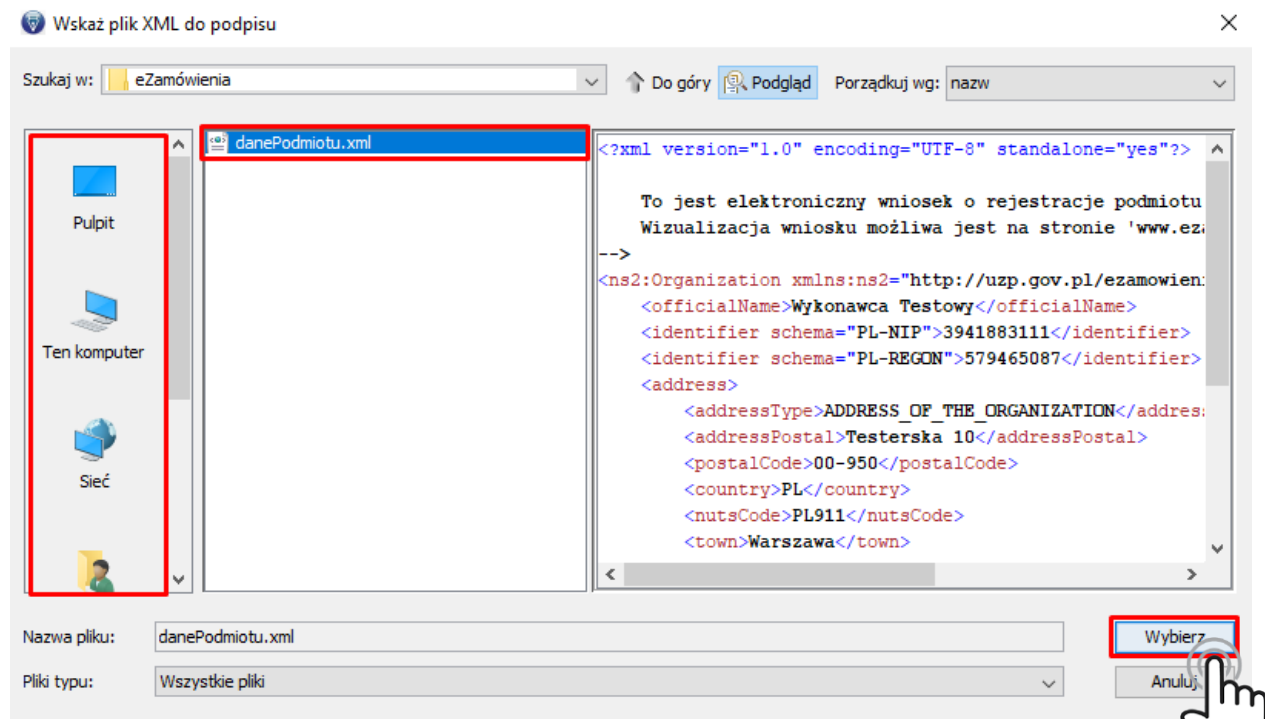 Wskaż plik XML do podpisu
Szukaj w: eZamówienia Do góry Podgląd Porządkuj wg: nazw
danePodmiotu.xml
Pulpit
Ten komputer
Sieć
<?xml version="1.0" encoding="UTF-8" standalone="yes"?>
To jest elektroniczny wniosek o rejestracje podmiotu
Wizualizacja wniosku możliwa jest na stronie 'www.eza
-->
<ns2:Organization xmlns:ns2="http://uzp.gov.pl/ezamowien
<officialName>Wykonawca Testowy</officialName>
<identifier schema="PL-NIP">3941883111</identifier>
<identifier schema="PL-REGON">579465087</identifier>
<address>
<addressType>ADDRESS_OF_THE_ORGANIZATION</addres
<addressPostal>Testerska 10</addressPostal>
<postalCode>00-950</postalCode>
<country>PL</country>
<nutsCode>PL911</nutsCode>
<town>Warszawa</town>
Nazwa pliku: danePodmiotu.xml Wybierz
Pliki typu: Wszystkie pliki Anuluj